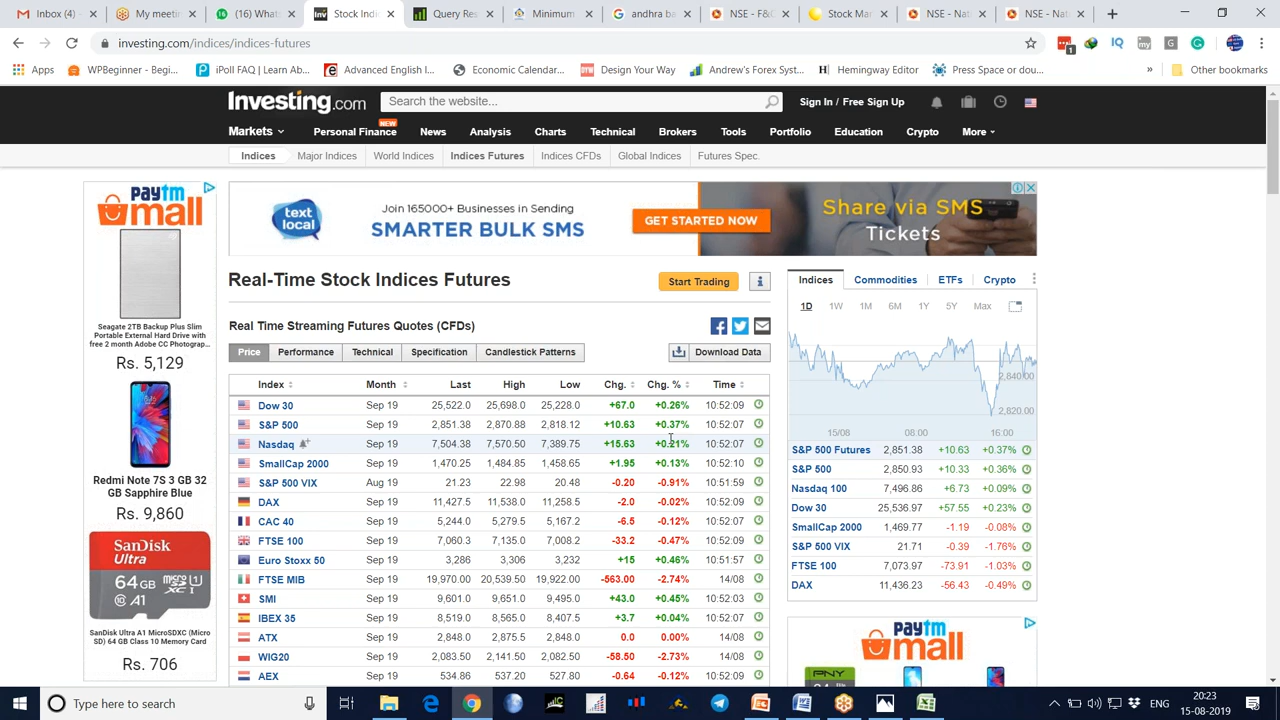 Inbox (4)
My meetin
(16) Whats
Stock Indic
Query Res
Minimum
andhra ba
NSE - F&O
Stock Mar
NSE - Nati
NSE - Nati
investing.com/indices/indices-futures
1
Apps
WPBeginner - Begi...
iPoll FAQ | Learn Ab...
Advanced English I...
Economic Calendar...
Design Your Way
Andrew's Forex Syst...
Hemingway Editor
Press Space or dou...
»
Other bookmarks
Investing.com
Search the website...
Sign In / Free Sign Up
NEW
Markets
Personal Finance
News
Analysis
Charts
Technical
Brokers
Tools
Portfolio
Education
Crypto
More
Indices
Major Indices
World Indices
Indices Futures
Indices CFDs
Global Indices
Futures Spec.
paytm
mall
Seagate 2TB Backup Plus Slim
Portable External Hard Drive with
free 2 month Adobe CC Photograp...
Rs. 5,129
Redmi Note 7S 3 GB 32
GB Sapphire Blue
Rs. 9,860
SanDisk
Ultra
64GB
A1
SanDisk Ultra A1 MicroSDXC (Micro
SD) 64 GB Class 10 Memory Card
Rs. 706
text
local
Join 165000+ Businesses in Sending
SMARTER BULK SMS
GET STARTED NOW
Share via SMS
Tickets
Real-Time Stock Indices Futures
Start Trading
Real Time Streaming Futures Quotes (CFDs)
Price
Performance
Technical
Specification
Candlestick Patterns
Download Data
Index Month Last High Low Chg. Chg. % Time
Dow 30 Sep 19 25,522.0 25,698.0 25,228.0 +67.0 +0.26% 10:52:09
S&P 500 Sep 19 2,851.38 2,870.88 2,818.12 +10.63 +0.37% 10:52:07
Nasdaq Sep 19 7,504.38 7,570.50 7,389.75 +15.63 +0.21% 10:52:07
SmallCap 2000 Sep 19 1,470.25 1,484.85 1,458.65 +1.95 +0.13% 10:52:10
S&P 500 VIX Aug 19 21.23 22.98 20.48 -0.20 -0.91% 10:51:57
DAX Sep 19 11,427.5 11,538.0 11,258.5 -2.0 -0.02% 10:52:09
CAC 40 Sep 19 5,244.0 5,279.5 5,167.2 -6.5 -0.12% 10:52:07
FTSE 100 Sep 19 7,060.3 7,135.0 7,008.2 -33.2 -0.47% 10:52:09
Euro Stoxx 50 Sep 19 3,286 3,306 3,232 +15 +0.46% 10:51:57
FTSE MIB Sep 19 19,970.00 20,539.50 19,922.00 -563.00 -2.74% 14/08
SMI Sep 19 9,601.0 9,651.0 9,495.0 +43.0 +0.45% 10:52:03
IBEX 35 Sep 19 8,519.0 8,565.0 8,407.5 +3.7 +0.04% 10:52:09
ATX Sep 19 2,848.0 2,875.5 2,848.0 0.0 0.00% 14/08
WIG20 Sep 19 2,083.50 2,141.50 2,082.50 -58.50 -2.73% 14/08
AEX Sep 19 534.86 537.20 527.80 -0.64 -0.12% 10:52:09
Indices
Commodities
ETFs
Crypto
1D
1W
1M
6M
1Y
5Y
Max
2,840.00
2,820.00
15/08
08:00
16:00
S&P 500 Futures 2,851.38 +10.63 +0.37%
S&P 500 2,850.93 +10.33 +0.36%
Nasdaq 100 7,496.86 +6.73 +0.09%
Dow 30 25,536.97 +57.55 +0.23%
SmallCap 2000 1,469.77 -1.19 -0.08%
S&P 500 VIX 21.71 -0.39 -1.76%
FTSE 100 7,073.97 -73.91 -1.03%
DAX 11,436.23 -56.43 -0.49%
paytm
mall
PNY
Type here to search
ENG
20:23
15-08-2019